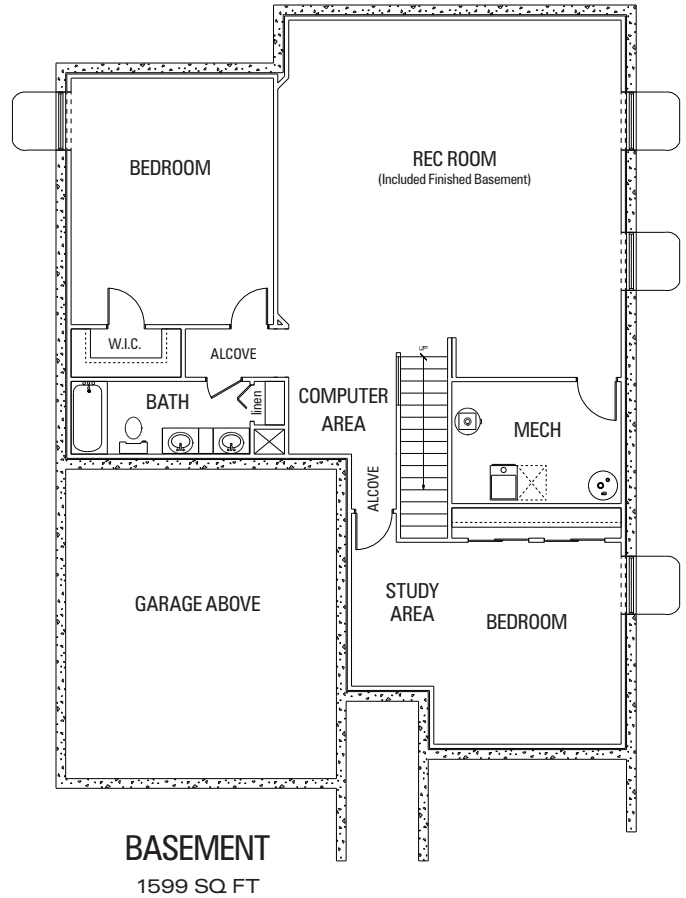 BEDROOM
REC ROOM
(Included Finished Basement)
W.I.C.
ALCOVE
UP
BATH
linen
COMPUTER
AREA
MECH
ALCOVE
GARAGE ABOVE
STUDY
AREA
BEDROOM
BASEMENT
1599 SQ FT